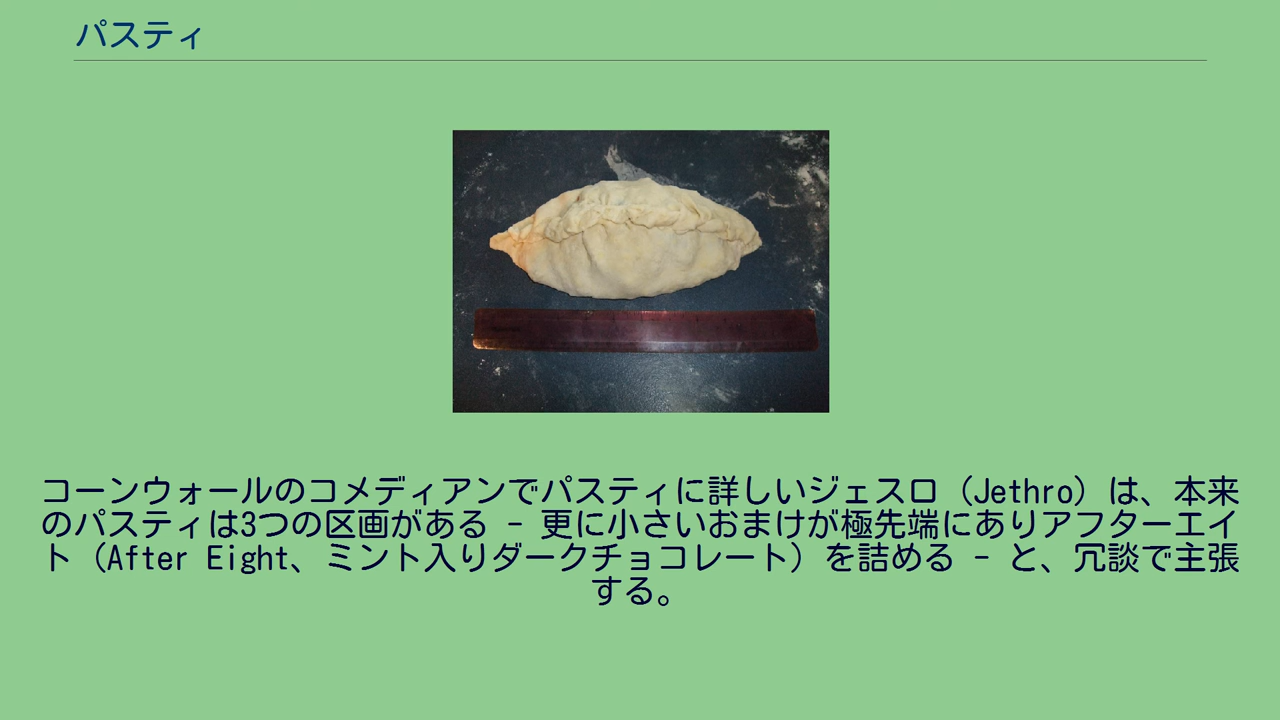 パスティ
コーンウォールのコメディアンでパスティに詳しいジェスロ（Jethro）は、本来
のパスティは3つの区画がある - 更に小さいおまけが極先端にありアフターエイ
ト（After Eight、ミント入りダークチョコレート）を詰める - と、冗談で主張
する。